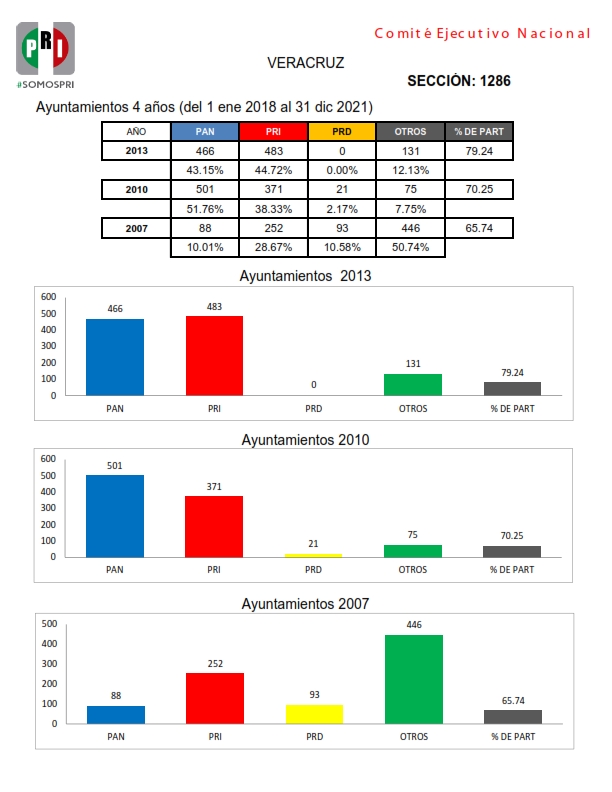 Comité Ejecutivo Nacional
PRI
#SOMOSPRI
VERACRUZ
SECCIÓN: 1286
Ayuntamientos 4 años (del 1 ene 2018 al 31 dic 2021)
AÑO PAN PRI PRD OTROS % DE PART
2013 466 483 0 131 79.24
43.15% 44.72% 0.00% 12.13%
2010 501 371 21 75 70.25
51.76% 38.33% 2.17% 7.75%
2007 88 252 93 446 65.74
10.01% 28.67% 10.58% 50.74%
Ayuntamientos 2013
600
500
400
300
200
100
0
466 483 0 131 79.24
PAN PRI PRD OTROS % DE PART
Ayuntamientos 2010
600
500
400
300
200
100
0
501 371 21 75 70.25
PAN PRI PRD OTROS % DE PART
Ayuntamientos 2007
500
400
300
200
100
0
88 252 93 446 65.74
PAN PRI PRD OTROS % DE PART